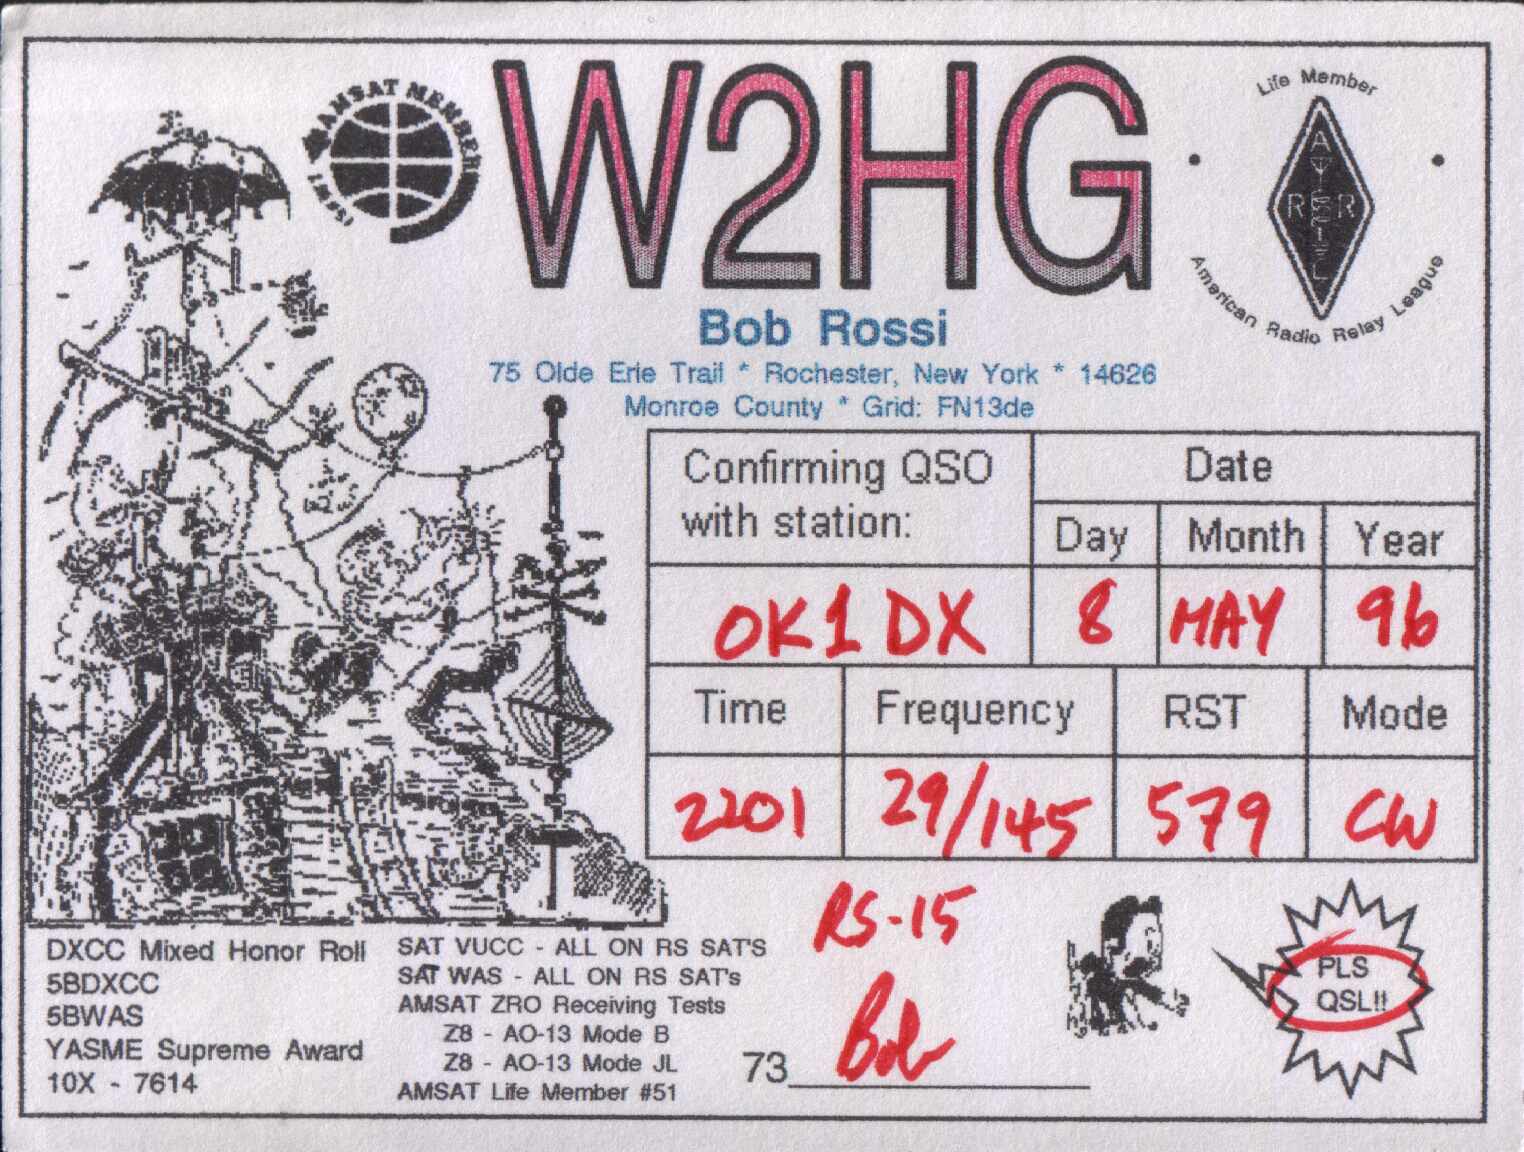 W2HG
AMSAT MEMBER
Life Member
ARRL
American Radio Relay League
Bob Rossi
75 Olde Erie Trail * Rochester, New York * 14626
Monroe County * Grid: FN13de
Confirming QSO
with station:
Date
Day Month Year
OK1DX 8 MAY 96
Time Frequency RST Mode
2201 29/145 579 CW
RS-15
DXCC Mixed Honor Roll
5BDXCC
5BWAS
YASME Supreme Award
10X - 7614
SAT VUCC - ALL ON RS SAT'S
SAT WAS - ALL ON RS SAT's
AMSAT ZRO Receiving Tests
Z8 - AO-13 Mode B
Z8 - AO-13 Mode JL
AMSAT Life Member #51
73 Bob
PLS
QSL!!